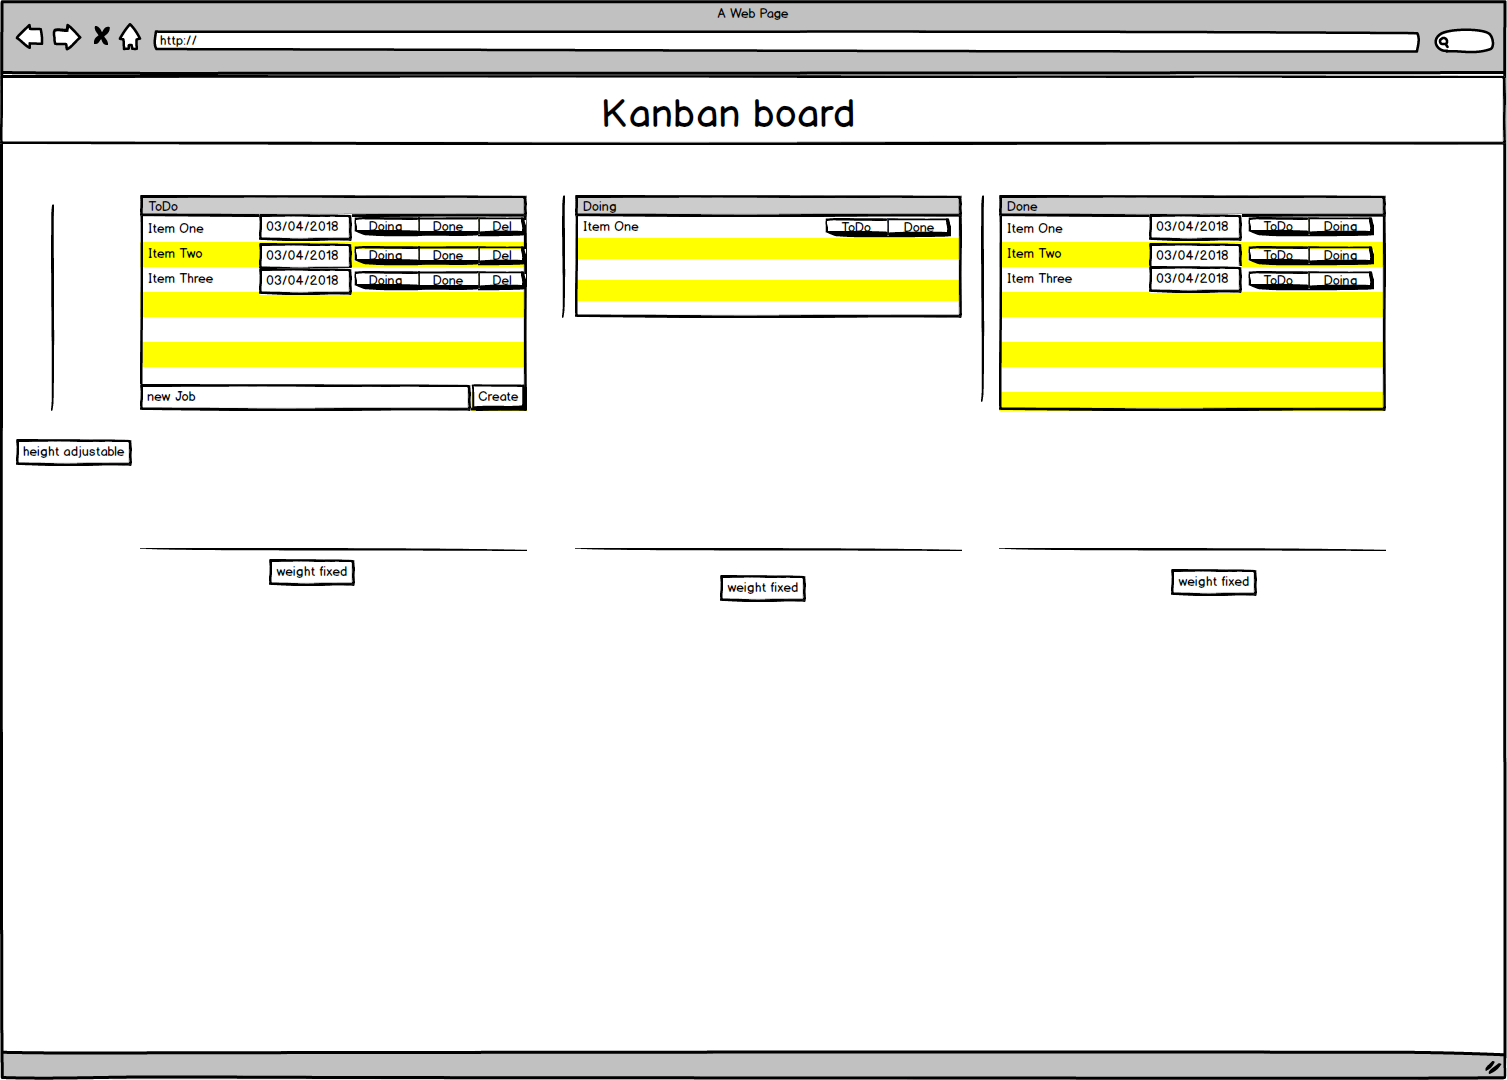 A Web Page
http://
Kanban board
ToDo
Item One 03/04/2018 Doing Done Del
Item Two 03/04/2018 Doing Done Del
Item Three 03/04/2018 Doing Done Del
new Job Create
Doing
Item One ToDo Done
Done
Item One 03/04/2018 ToDo Doing
Item Two 03/04/2018 ToDo Doing
Item Three 03/04/2018 ToDo Doing
height adjustable
weight fixed
weight fixed
weight fixed